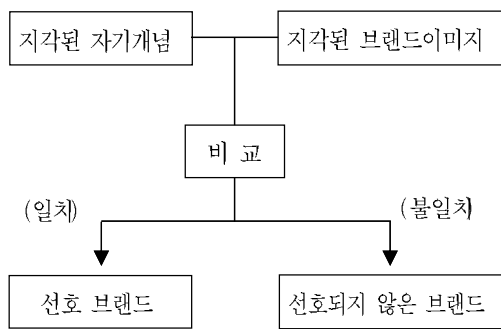 지각된 자기개념
지각된 브랜드이미지
비 교
(일치)
(불일치)
선호 브랜드
선호되지 않은 브랜드